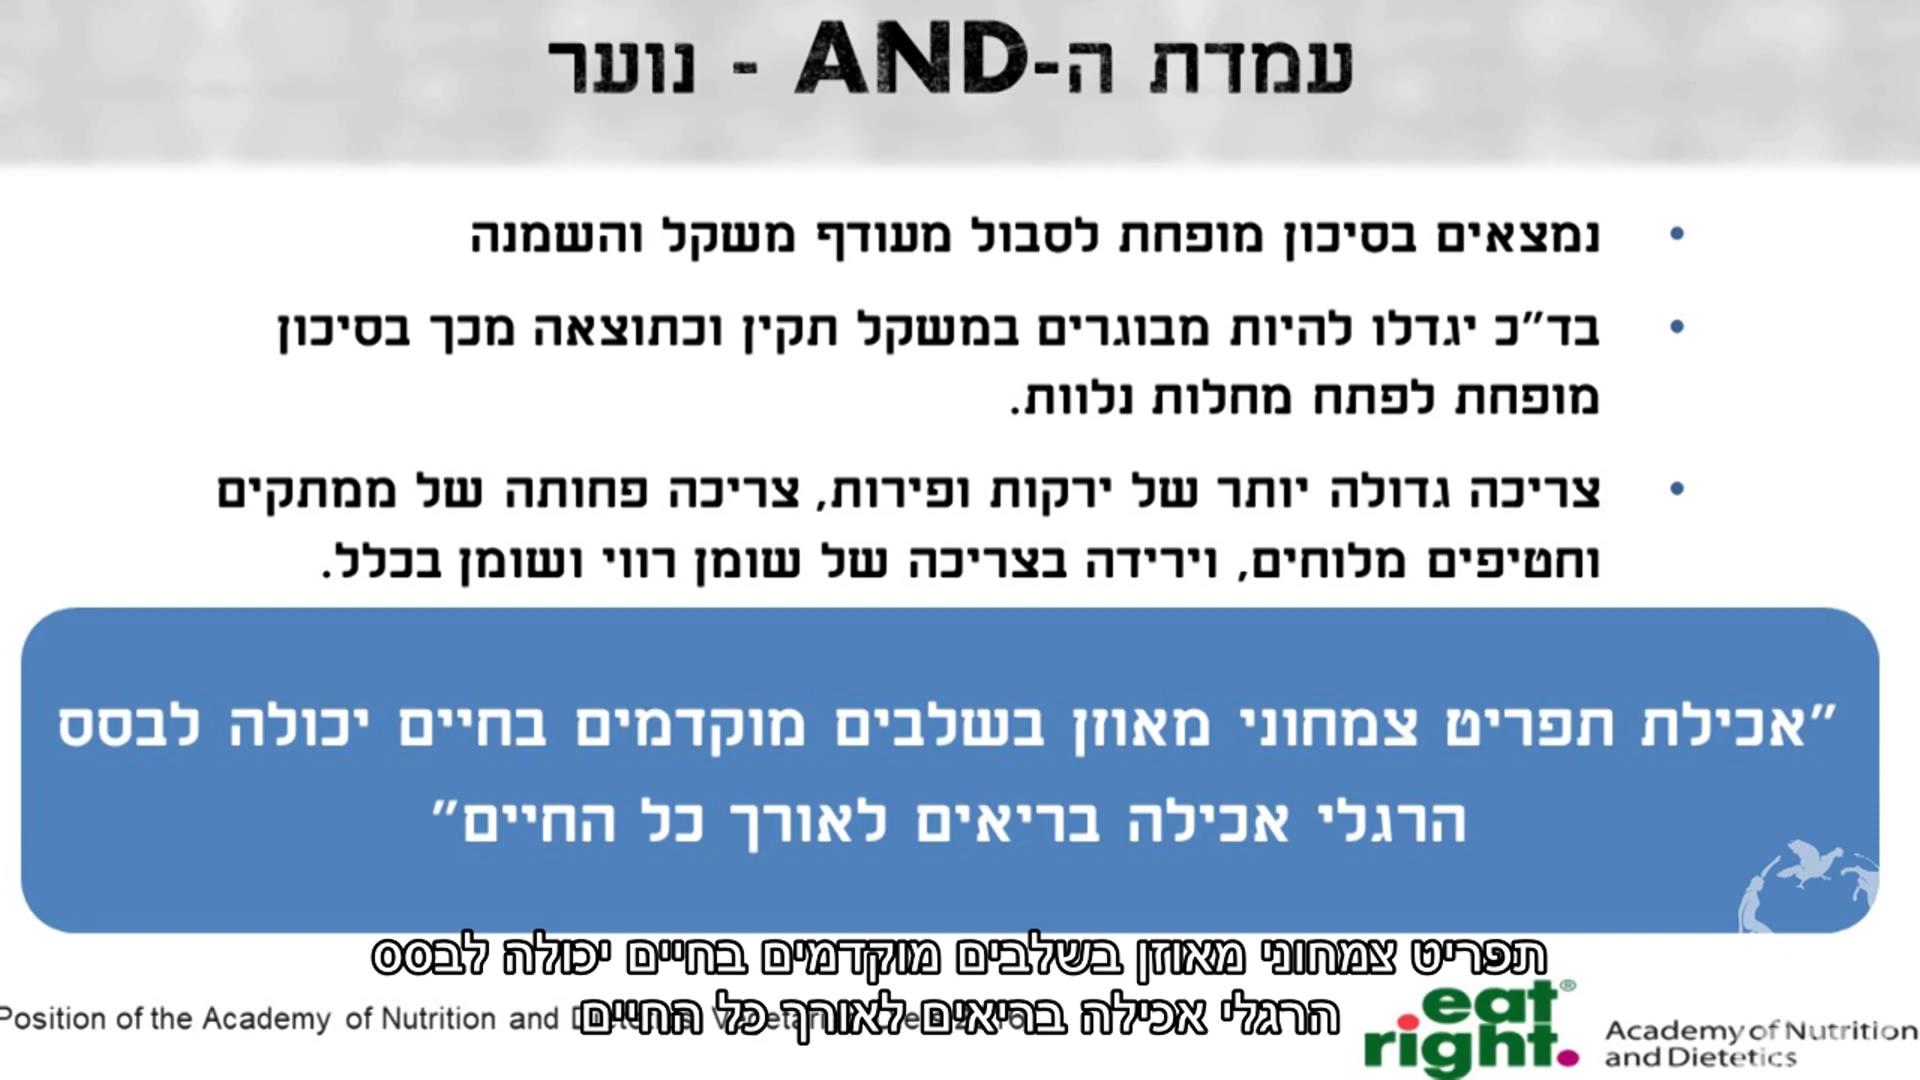 עמדת ה-AND - נוער
• נמצאים בסיכון מופחת לסבול מעודף משקל והשמנה
• בד"כ יגדלו להיות מבוגרים במשקל תקין וכתוצאה מכך בסיכון
מופחת לפתח מחלות נלוות.
• צריכה גדולה יותר של ירקות ופירות, צריכה פחותה של ממתקים
וחטיפים מלוחים, וירידה בצריכה של שומן רווי ושומן בכלל.
"אכילת תפריט צמחוני מאוזן בשלבים מוקדמים בחיים יכולה לבסס
הרגלי אכילה בריאים לאורך כל החיים"
תפריט צמחוני מאוזן בשלבים מוקדמים בחיים יכולה לבסס
הרגלי אכילה בריאים לאורך כל החיים
Position of the Academy of Nutrition and
eat
right.
®
Academy of Nutrition
and Dietetics